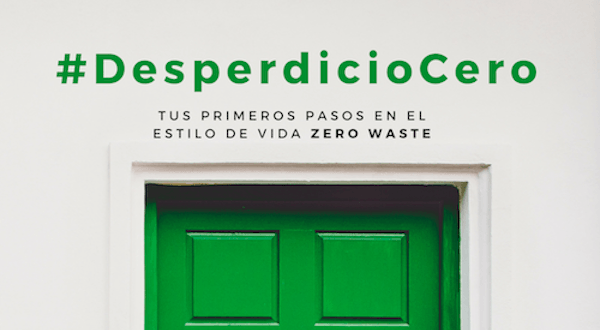 #DesperdicioCero
TUS PRIMEROS PASOS EN EL
ESTILO DE VIDA ZERO WASTE